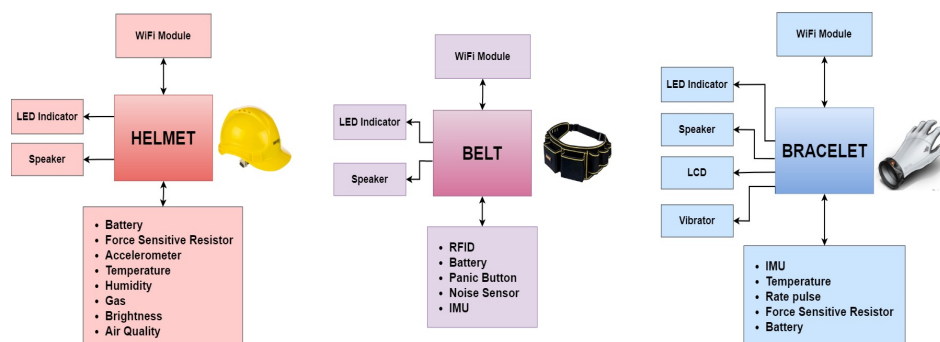 WiFi Module
LED Indicator
Speaker
HELMET
Battery
Force Sensitive Resistor
Accelerometer
Temperature
Humidity
Gas
Brightness
Air Quality
WiFi Module
LED Indicator
Speaker
BELT
RFID
Battery
Panic Button
Noise Sensor
IMU
WiFi Module
LED Indicator
Speaker
LCD
Vibrator
BRACELET
IMU
Temperature
Rate pulse
Force Sensitive Resistor
Battery